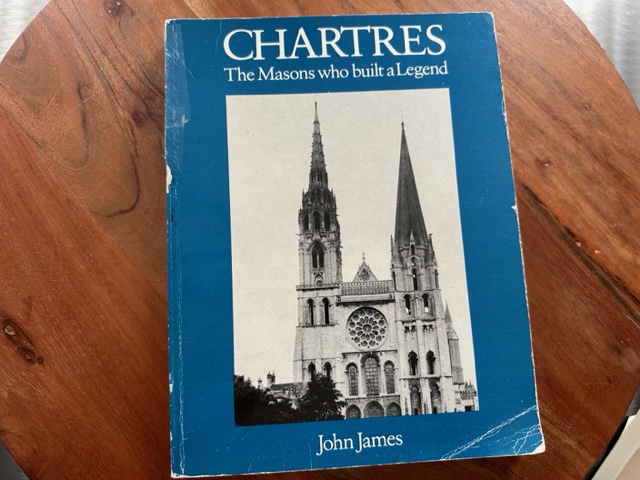 CHARTRES
The Masons who built a Legend
John James